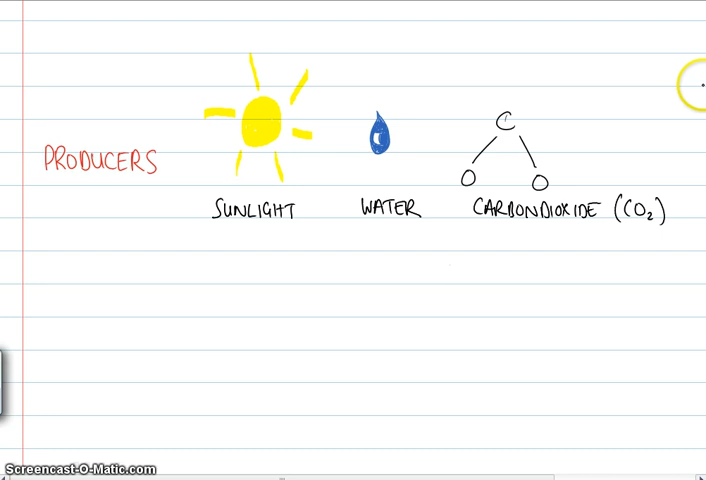 PRODUCERS
C
O O
SUNLIGHT WATER CARBONDIOXIDE (CO₂)
Screencast-O-Matic.com